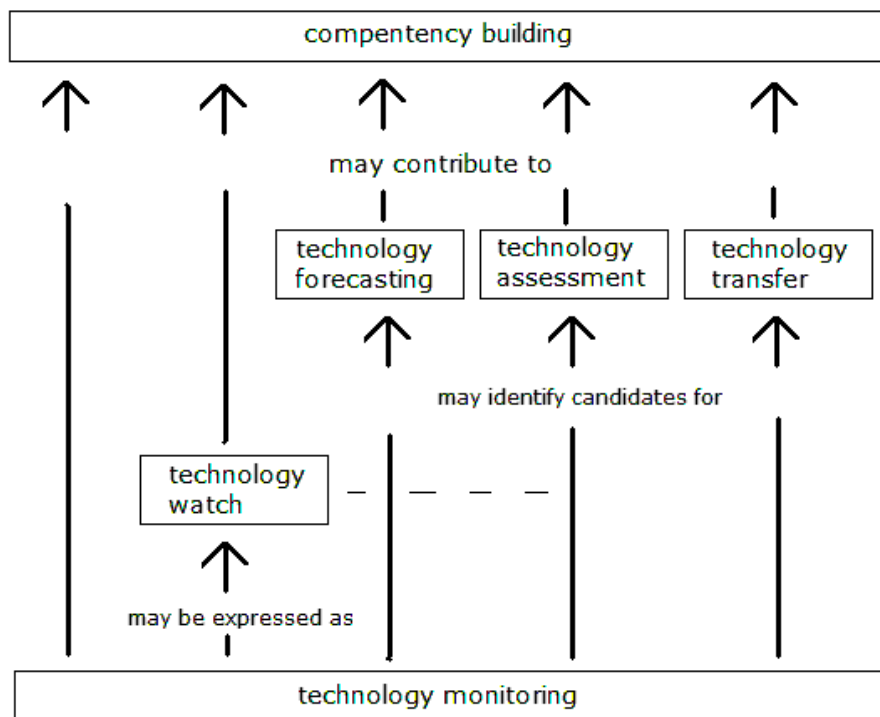 compentency building
may contribute to
technology
forecasting
technology
assessment
technology
transfer
may identify candidates for
technology
watch
may be expressed as
technology monitoring